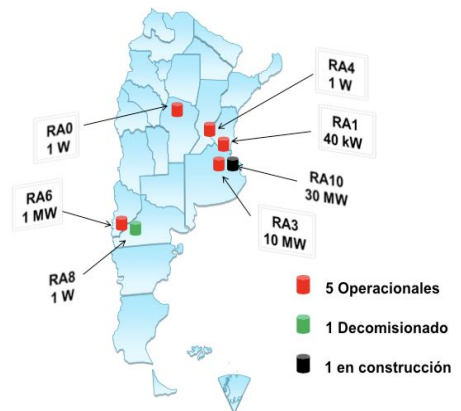 RA4
1 W
RA0
1 W
RA1
40 kW
RA10
30 MW
RA6
1 MW
RA3
10 MW
RA8
1 W
5 Operacionales
1 Decomisionado
1 en construcción